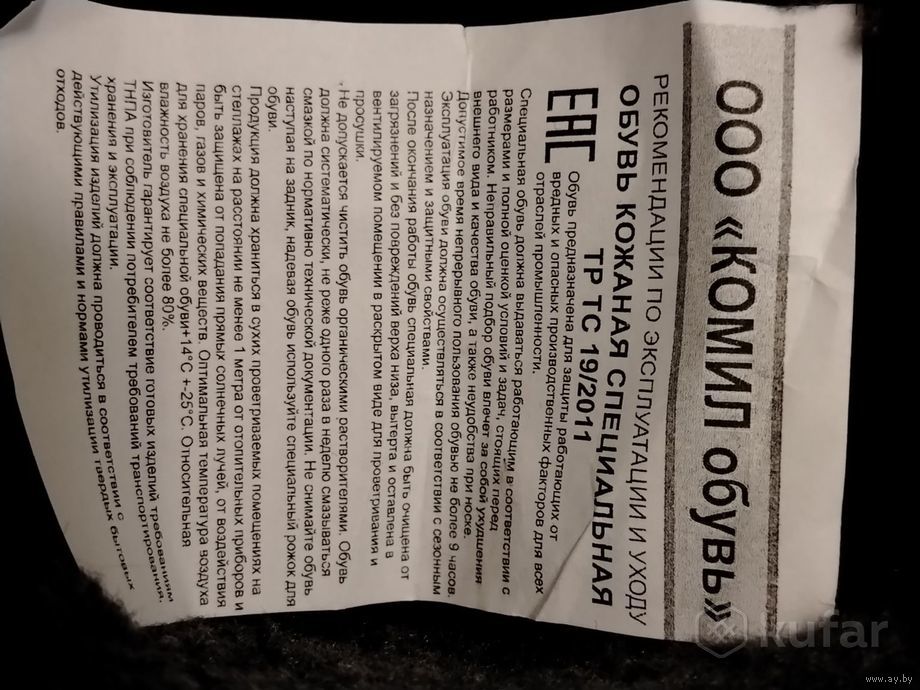 ООО «КОМИЛ обувь»
РЕКОМЕНДАЦИИ ПО ЭКСПЛУАТАЦИИ И УХОДУ
ОБУВЬ КОЖАНАЯ СПЕЦИАЛЬНАЯ
ТР ТС 19/2011
ЕАС
Обувь предназначена для защиты работающих от
вредных и опасных производственных факторов для всех
отраслей промышленности.
Специальная обувь должна выдаваться работающим в соответствии с
размерами и полной оценкой условий и задач, стоящих перед
работником. Неправильный подбор обуви влечет за собой ухудшения
внешнего вида и качества обуви, а также неудобства при носке.
Допустимое время непрерывного пользования обувью не более 9 часов.
Эксплуатация обуви должна осуществляться в соответствии с сезонным
назначением и защитными свойствами.
После окончания работы обувь специальная должна быть очищена от
загрязнений и без повреждений верха низа, вытерта и оставлена в
вентилируемом помещении в раскрытом виде для проветривания и
просушки.
Не допускается чистить обувь органическими растворителями. Обувь
должна систематически, не реже одного раза в неделю смазываться
смазкой по нормативно технической документации. Не снимайте обувь
наступая на задник, надевая обувь используйте специальный рожок для
обуви.
Продукция должна храниться в сухих проветриваемых помещениях на
стеллажах на расстоянии не менее 1 метра от отопительных приборов и
быть защищена от попадания прямых солнечных лучей, от воздействия
паров, газов и химических веществ. Оптимальная температура воздуха
для хранения специальной обуви+14°С +-25°С. Относительная
влажность воздуха не более 80%.
Изготовитель гарантирует соответствие готовых изделий требованиям
ТНПА при соблюдении потребителем требований транспортирования,
хранения и эксплуатации.
Утилизация изделий должна проводиться в соответствии с
действующими правилами и нормами утилизации твердых бытовых
отходов.
kufar
www.ay.by